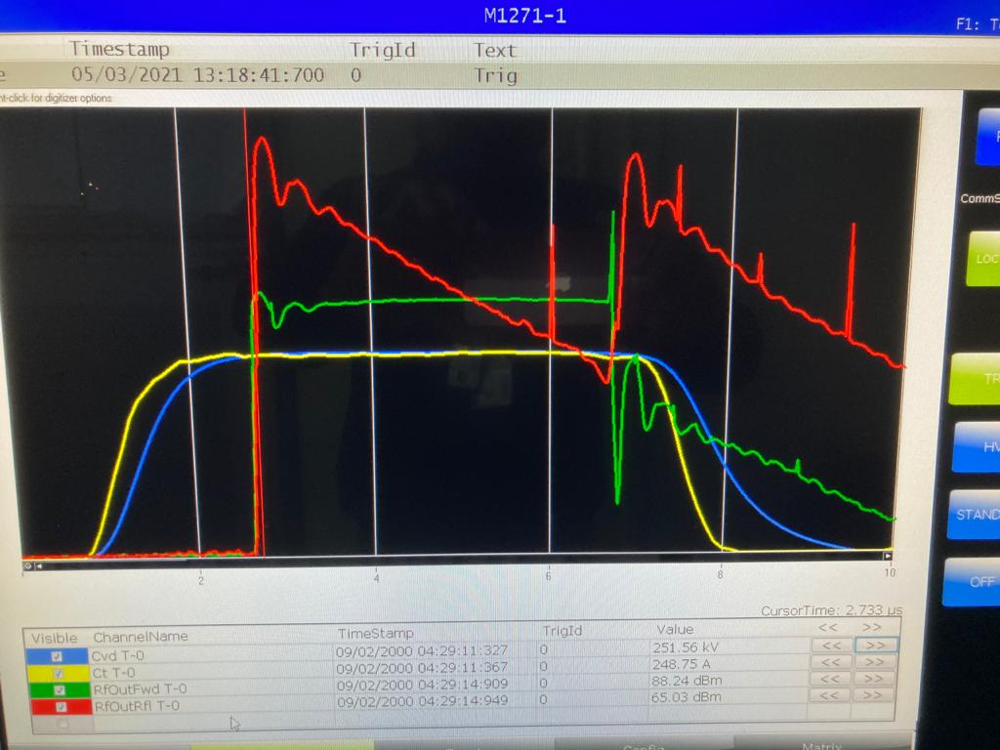 M1271-1
F1: T
Timestamp TrigId Text
e 05/03/2021 13:18:41:700 0 Trig
nt-click for digitizer options
CommS
LOC
TR
HV
STAND
OFF
2 4 6 8 10
CursorTime: 2.733 µs
Visible ChannelName TimeStamp TrigId Value << >>
Cvd T-0 09/02/2000 04:29:11:327 0 251.56 kV << >>
Ct T-0 09/02/2000 04:29:11:367 0 248.75 A << >>
RfOutFwd T-0 09/02/2000 04:29:14:909 0 88.24 dBm << >>
RfOutRfl T-0 09/02/2000 04:29:14:949 0 65.03 dBm << >>
Config Matrix